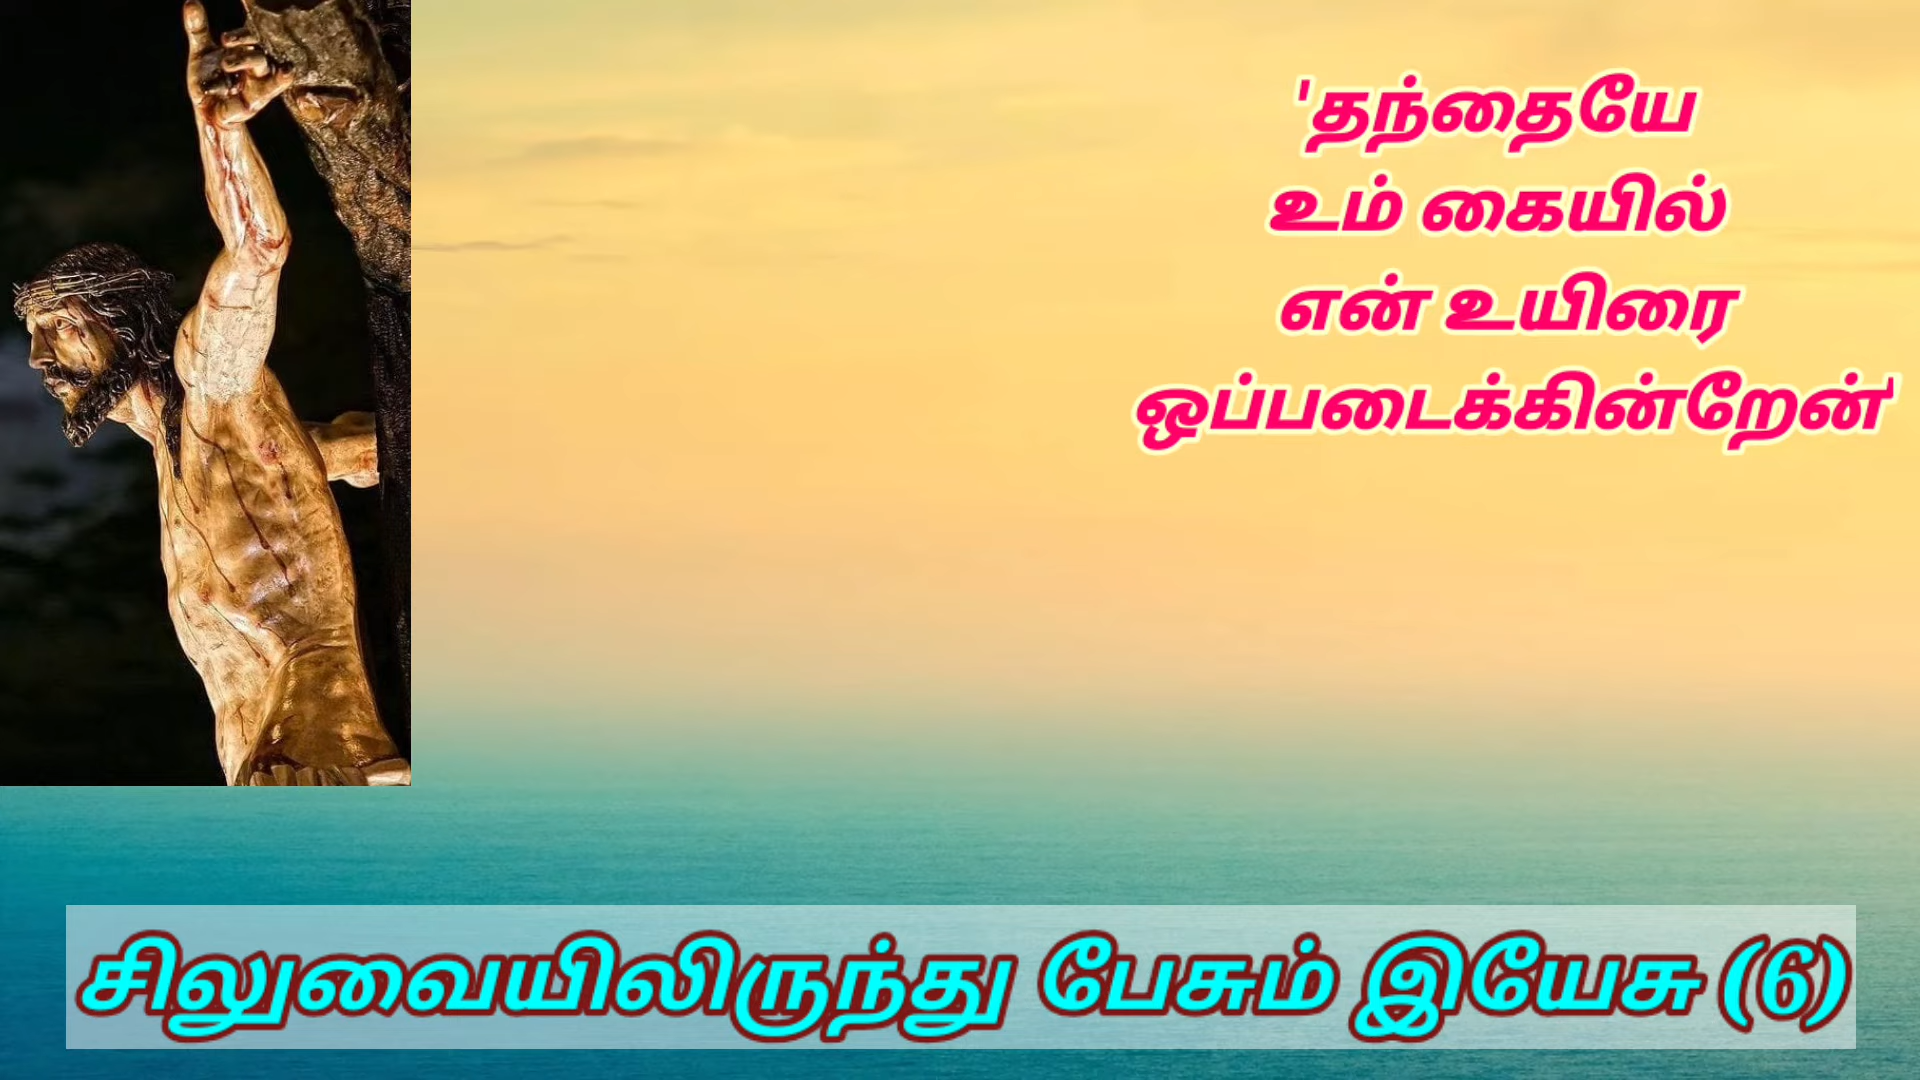 'தந்தையே
உம் கையில்
என் உயிரை
ஒப்படைக்கின்றேன்'
சிலுவையிலிருந்து பேசும் இயேசு (6)